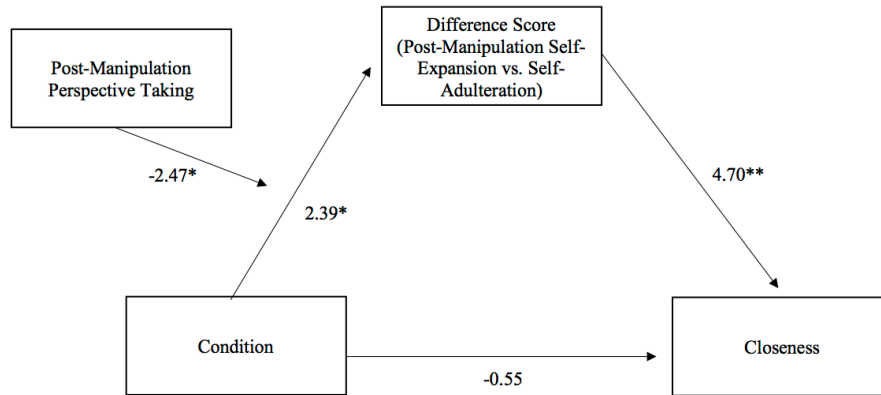 Difference Score
(Post-Manipulation Self-
Expansion vs. Self-
Adulteration)
Post-Manipulation
Perspective Taking
-2.47*
4.70**
2.39*
Condition
Closeness
-0.55